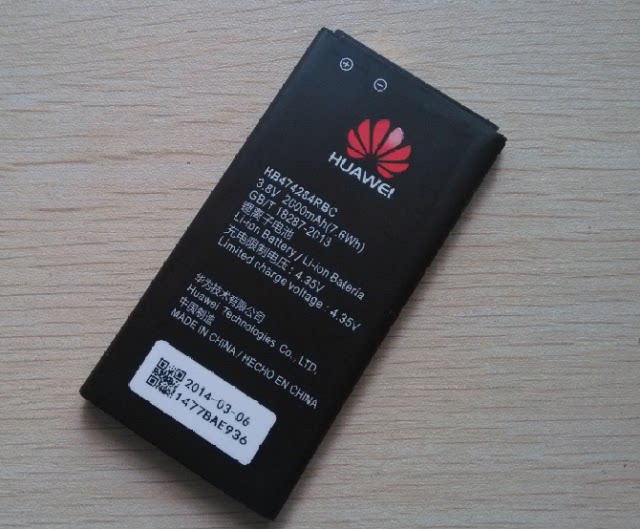 HUAWEI
HB474284RBC
3.8V 2000mAh(7.6Wh)
GB/T 18287-2013
锂离子电池
Li-ion Battery / Li-ion Bateria
充电限制电压：4.35V
Limited charge voltage : 4.35V
华为技术有限公司
Huawei Technologies Co., LTD.
中国制造
MADE IN CHINA / HECHO EN CHINA
2014-03-06
1477BAE936